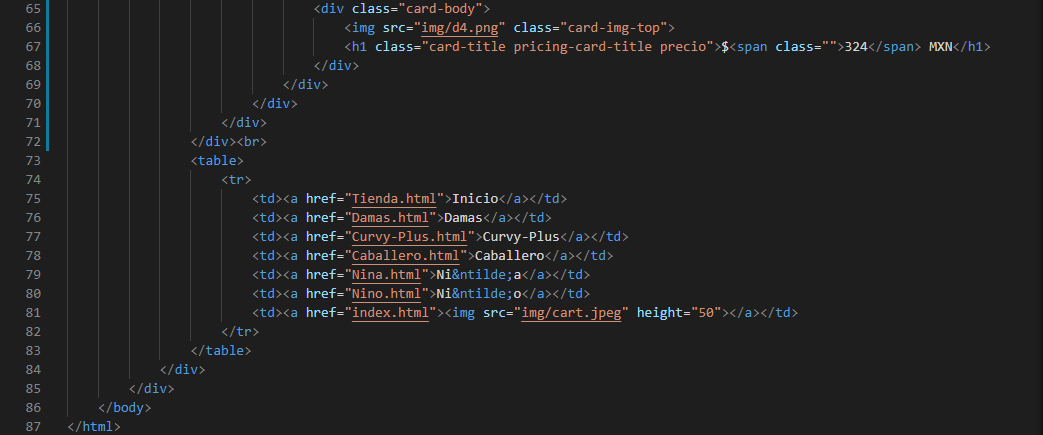 65 <div class="card-body">
66 <img src="img/d4.png" class="card-img-top">
67 <h1 class="card-title pricing-card-title precio">$<span class="">324</span> MXN</h1>
68 </div>
69 </div>
70 </div>
71 </div>
72 </div><br>
73 <table>
74 <tr>
75 <td><a href="Tienda.html">Inicio</a></td>
76 <td><a href="Damas.html">Damas</a></td>
77 <td><a href="Curvy-Plus.html">Curvy-Plus</a></td>
78 <td><a href="Caballero.html">Caballero</a></td>
79 <td><a href="Nina.html">Ni&ntilde;a</a></td>
80 <td><a href="Nino.html">Ni&ntilde;o</a></td>
81 <td><a href="index.html"><img src="img/cart.jpeg" height="50"></a></td>
82 </tr>
83 </table>
84 </div>
85 </div>
86 </body>
87 </html>